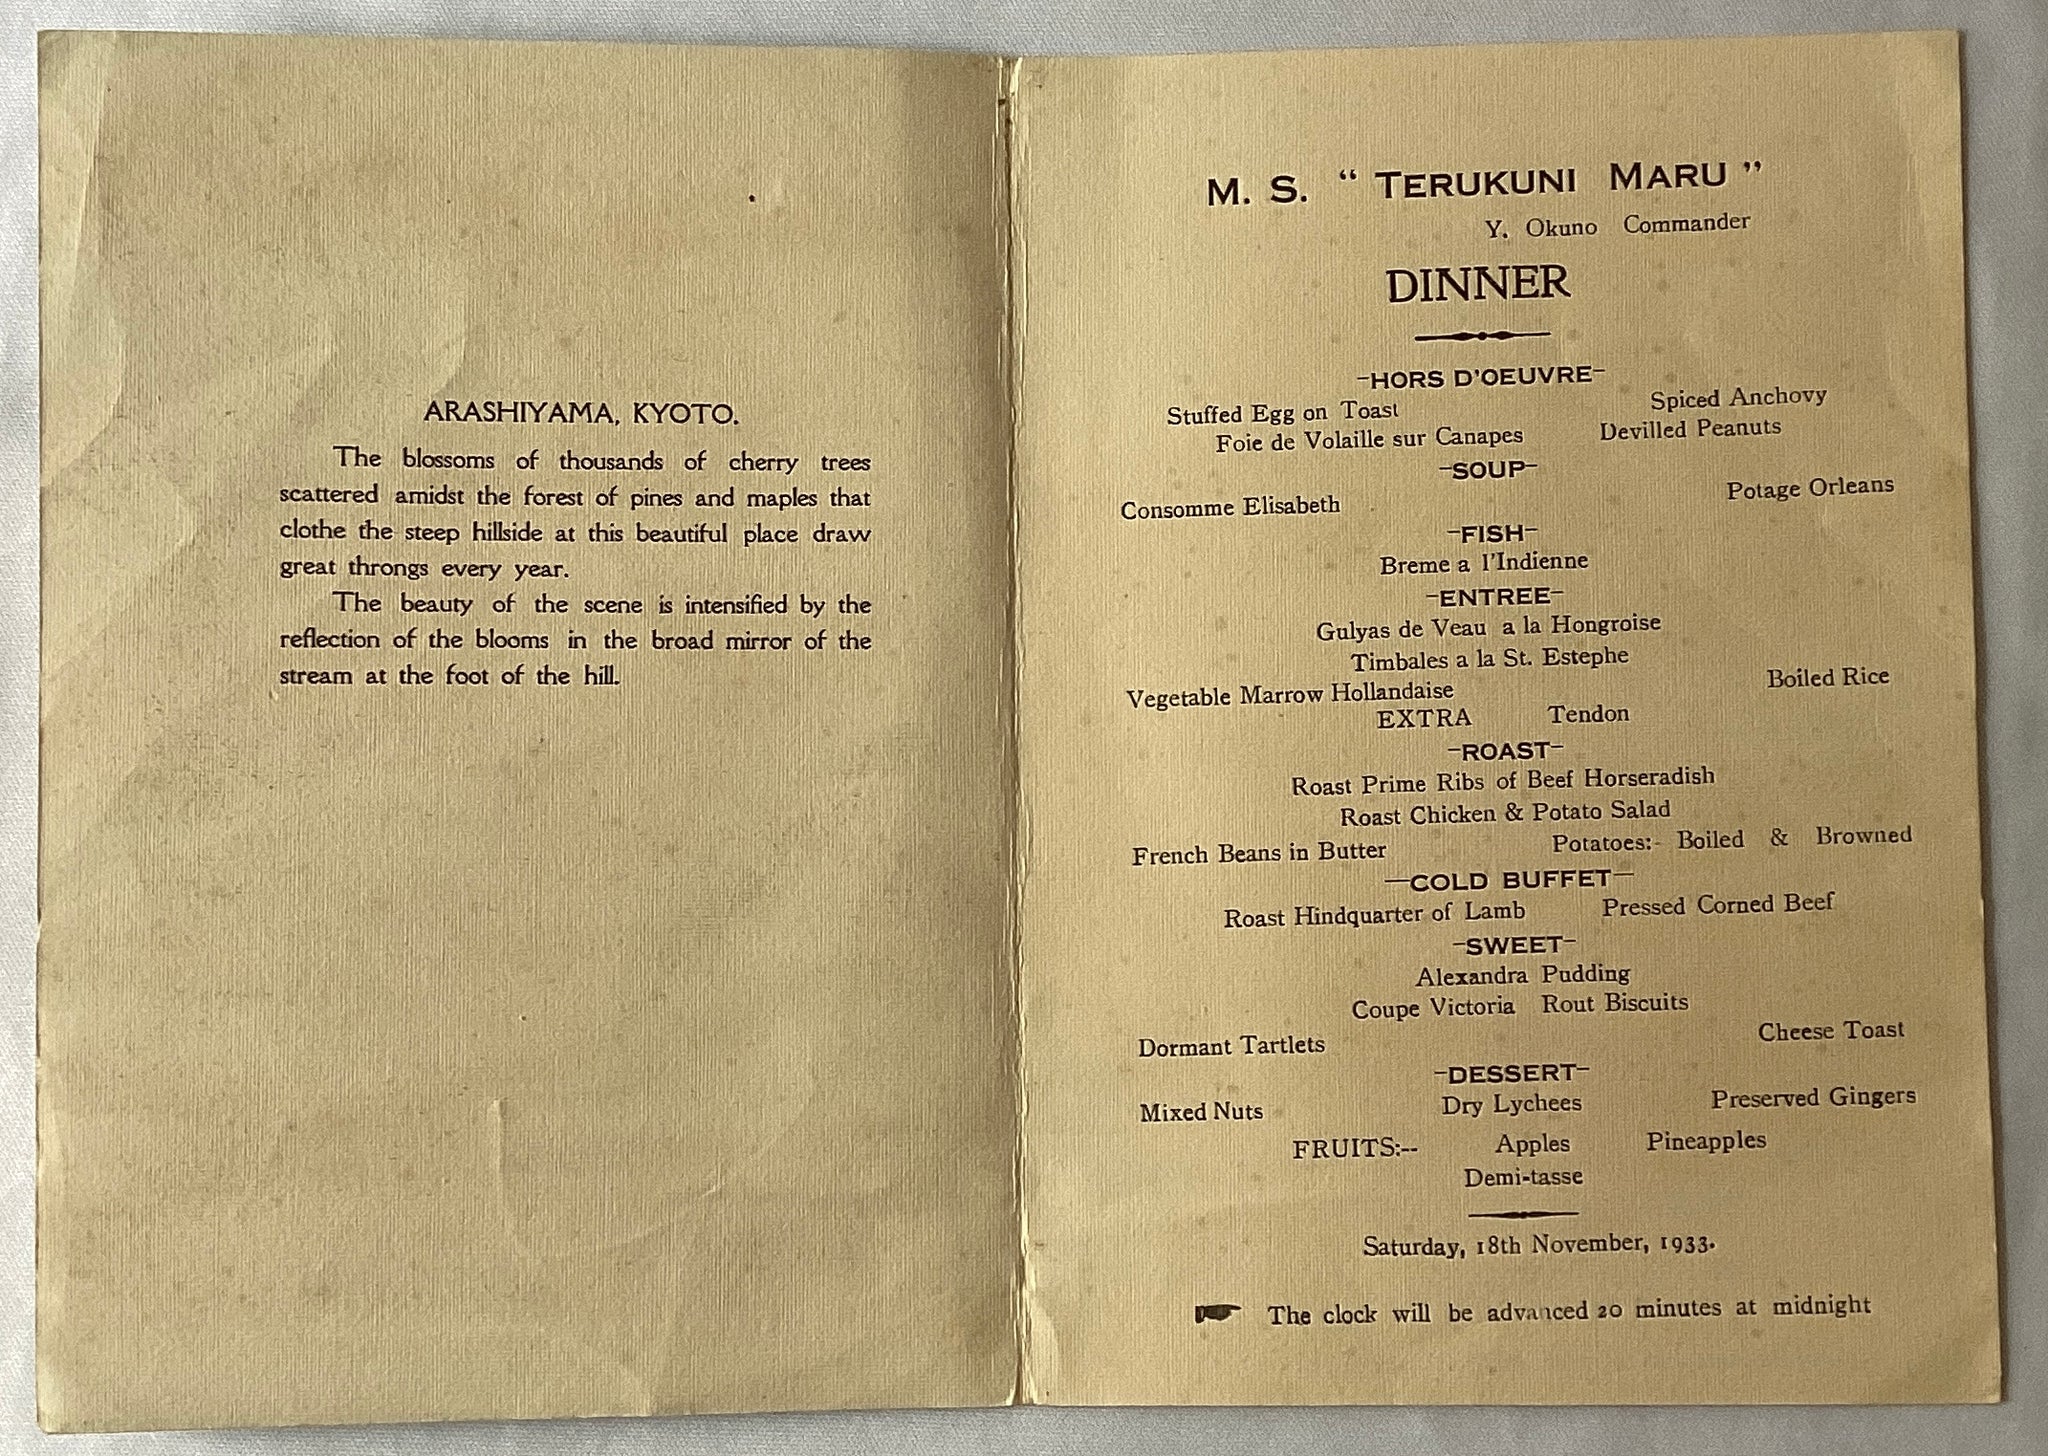 ARASHIYAMA, KYOTO.
The blossoms of thousands of cherry trees
scattered amidst the forest of pines and maples that
clothe the steep hillside at this beautiful place draw
great throngs every year.
The beauty of the scene is intensified by the
reflection of the blooms in the broad mirror of the
stream at the foot of the hill.
M. S. “ TERUKUNI MARU ”
Y. Okuno Commander
DINNER
-HORS D'OEUVRE-
Stuffed Egg on Toast Spiced Anchovy
Foie de Volaille sur Canapes Devilled Peanuts
-SOUP-
Consomme Elisabeth Potage Orleans
-FISH-
Breme a l'Indienne
-ENTREE-
Gulyas de Veau a la Hongroise
Timbales a la St. Estephe
Vegetable Marrow Hollandaise Boiled Rice
EXTRA Tendon
-ROAST-
Roast Prime Ribs of Beef Horseradish
Roast Chicken & Potato Salad
French Beans in Butter Potatoes:- Boiled & Browned
—COLD BUFFET—
Roast Hindquarter of Lamb Pressed Corned Beef
-SWEET-
Alexandra Pudding
Coupe Victoria Rout Biscuits
Dormant Tartlets Cheese Toast
-DESSERT-
Mixed Nuts Dry Lychees Preserved Gingers
FRUITS:-- Apples Pineapples
Demi-tasse
Saturday, 18th November, 1933.
☛ The clock will be advanced 20 minutes at midnight